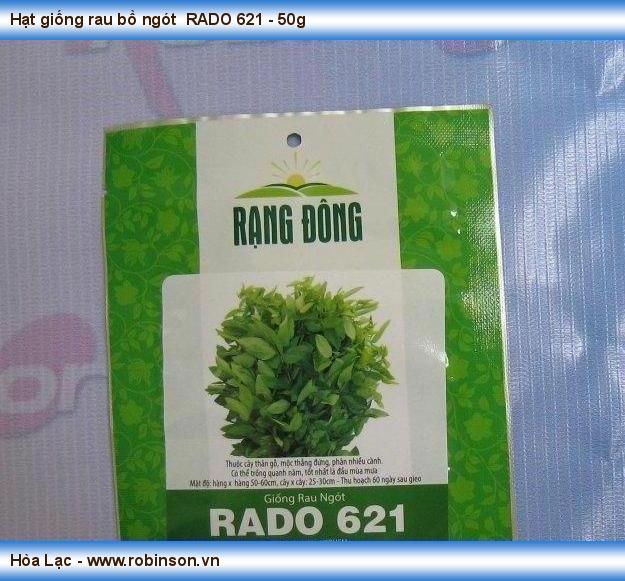 Hạt giống rau bồ ngót RADO 621 - 50g
RẠNG ĐÔNG
Thuộc cây thân gỗ, mộc thẳng đứng, phân nhiều cành.
Có thể trồng quanh năm, tốt nhất là đầu mùa mưa
Mật độ: hàng x hàng 50-60cm, cây x cây: 25-30cm - Thu hoạch 60 ngày sau gieo
Giống Rau Ngót
RADO 621
Hòa Lạc - www.robinson.vn